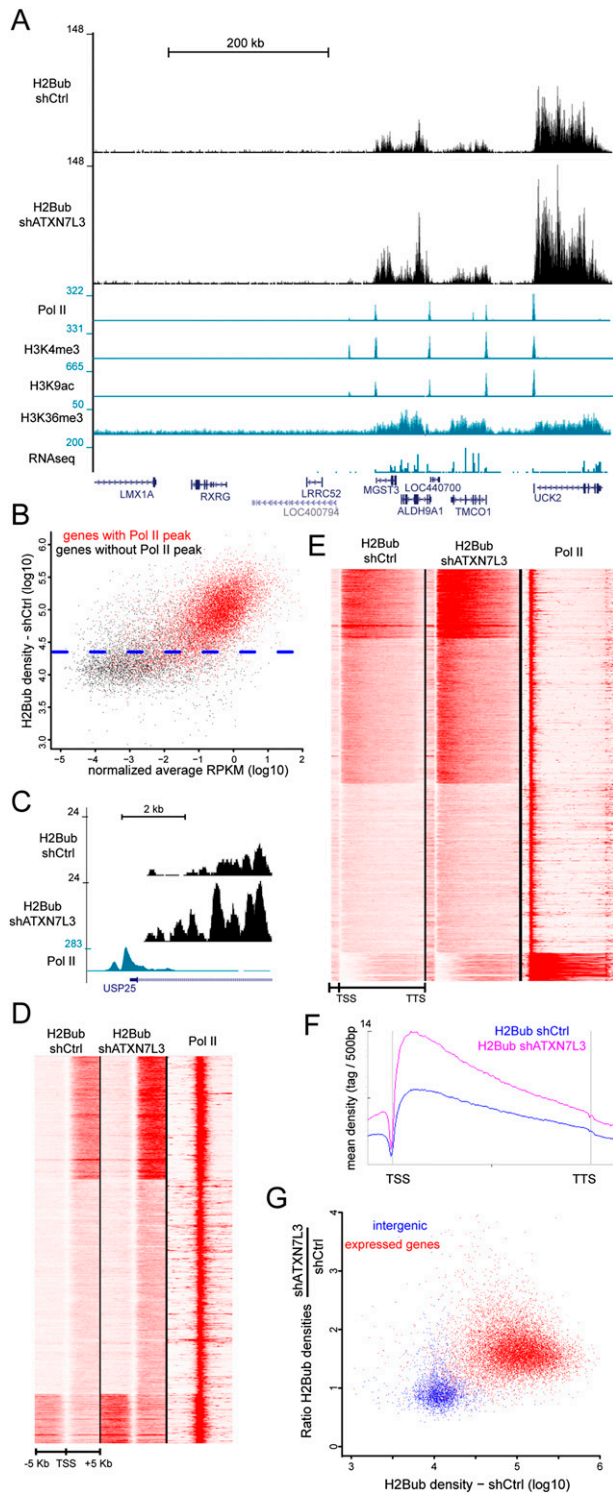 A
148
200 kb
H2Bub
shCtrl
148
H2Bub
shATXN7L3
322
Pol II
331
H3K4me3
665
H3K9ac
50
H3K36me3
200
RNAseq
LMX1A
RXRG
LRRC52
LOC400794
MGST3
LOC440700
ALDH9A1
TMCO1
UCK2
B
genes with Pol II peak
genes without Pol II peak
H2Bub density - shCtrl (log10)
6.0
5.5
5.0
4.5
4.0
3.5
3.0
−5 −4 −3 −2 −1 0 1 2
normalized average RPKM (log10)
C
24
2 kb
H2Bub
shCtrl
24
H2Bub
shATXN7L3
283
Pol II
USP25
D
H2Bub
shCtrl
H2Bub
shATXN7L3
Pol II
-5 Kb TSS +5 Kb
E
H2Bub
shCtrl
H2Bub
shATXN7L3
Pol II
TSS TTS
F
14
H2Bub shCtrl
H2Bub shATXN7L3
mean density (tag / 500bp)
TSS TTS
G
intergenic
expressed genes
Ratio H2Bub densities shATXN7L3
shCtrl
4
3
2
1
0
3 4 5 6
H2Bub density − shCtrl (log10)